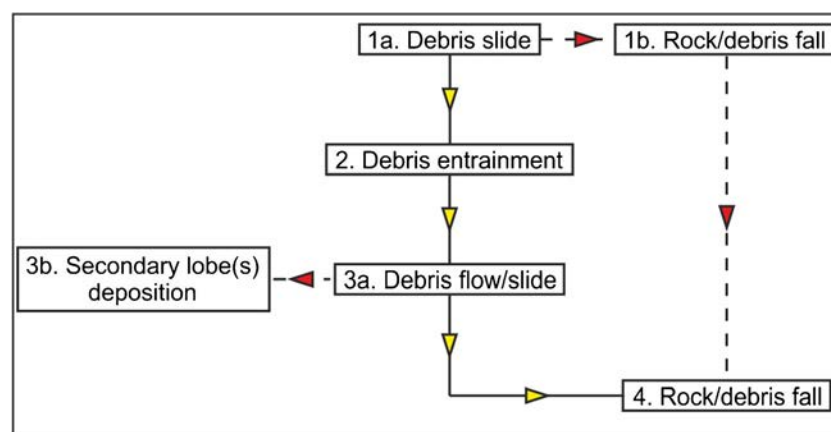 1a. Debris slide
1b. Rock/debris fall
2. Debris entrainment
3b. Secondary lobe(s)
deposition
3a. Debris flow/slide
4. Rock/debris fall